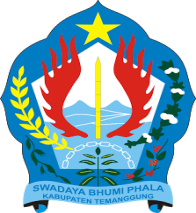 SWADAYA BHUMI PHALA
KABUPATEN TEMANGGUNG